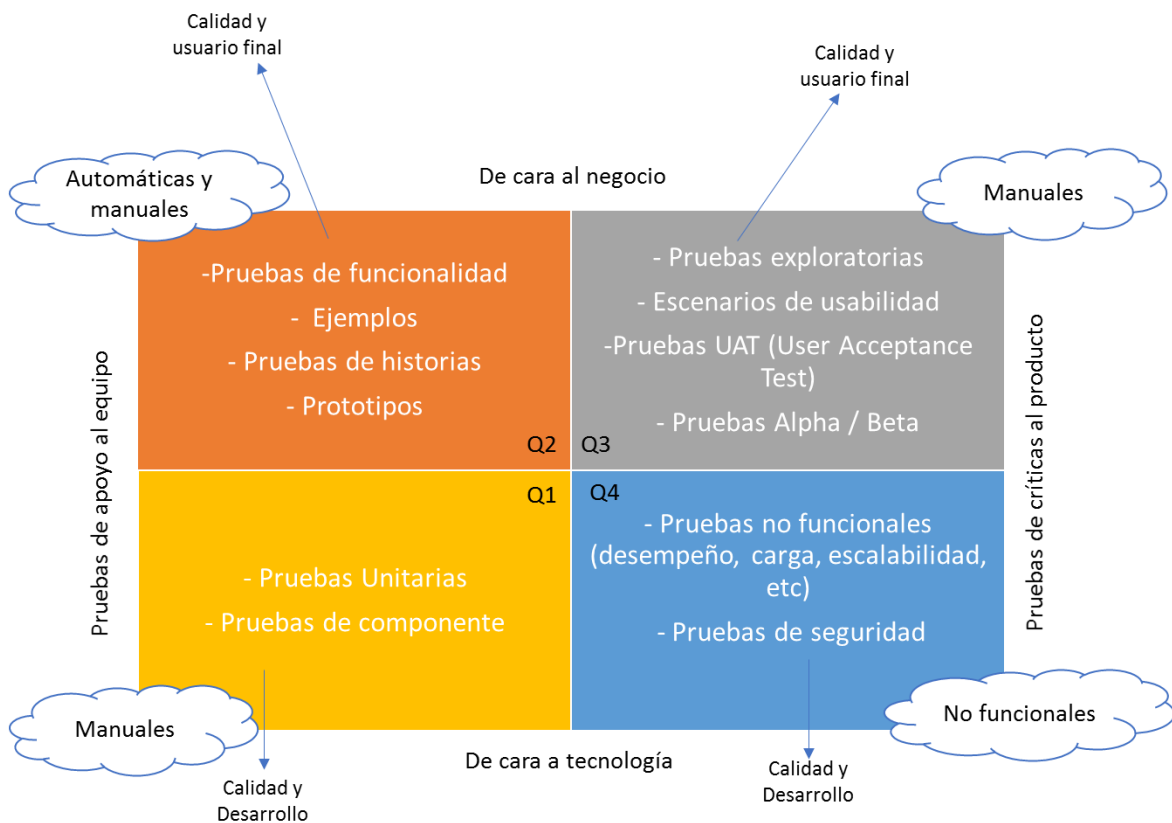 Calidad y
usuario final
Calidad y
usuario final
Automáticas y
manuales
De cara al negocio
Manuales
-Pruebas de funcionalidad
- Ejemplos
- Pruebas de historias
- Prototipos
Q2
- Pruebas exploratorias
- Escenarios de usabilidad
-Pruebas UAT (User Acceptance
Test)
- Pruebas Alpha / Beta
Q3
Pruebas de apoyo al equipo
Pruebas de críticas al producto
Q1
- Pruebas Unitarias
- Pruebas de componente
Q4
- Pruebas no funcionales
(desempeño, carga, escalabilidad,
etc)
- Pruebas de seguridad
Manuales
No funcionales
De cara a tecnología
Calidad y
Desarrollo
Calidad y
Desarrollo